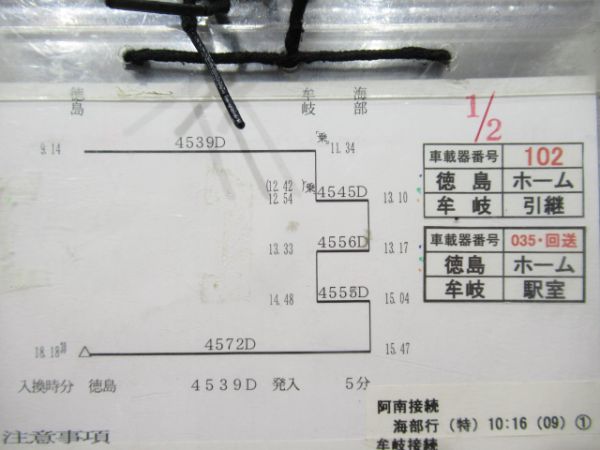 徳島
牟岐
海部
1/2
9.14
4539D
乗
11.34
車載器番号 102
徳島 ホーム
牟岐 引継
(12 42) 乗
12.54
4545D
13.10
車載器番号 035・回送
徳島 ホーム
牟岐 駅室
13.33
4556D
13.17
14.48
4555D
15.04
18.18
4572D
15.47
入換時分 徳島 4539D 発入 5分
阿南接続
海部行 (特) 10:16 (09) ①
牟岐接続
注意事項